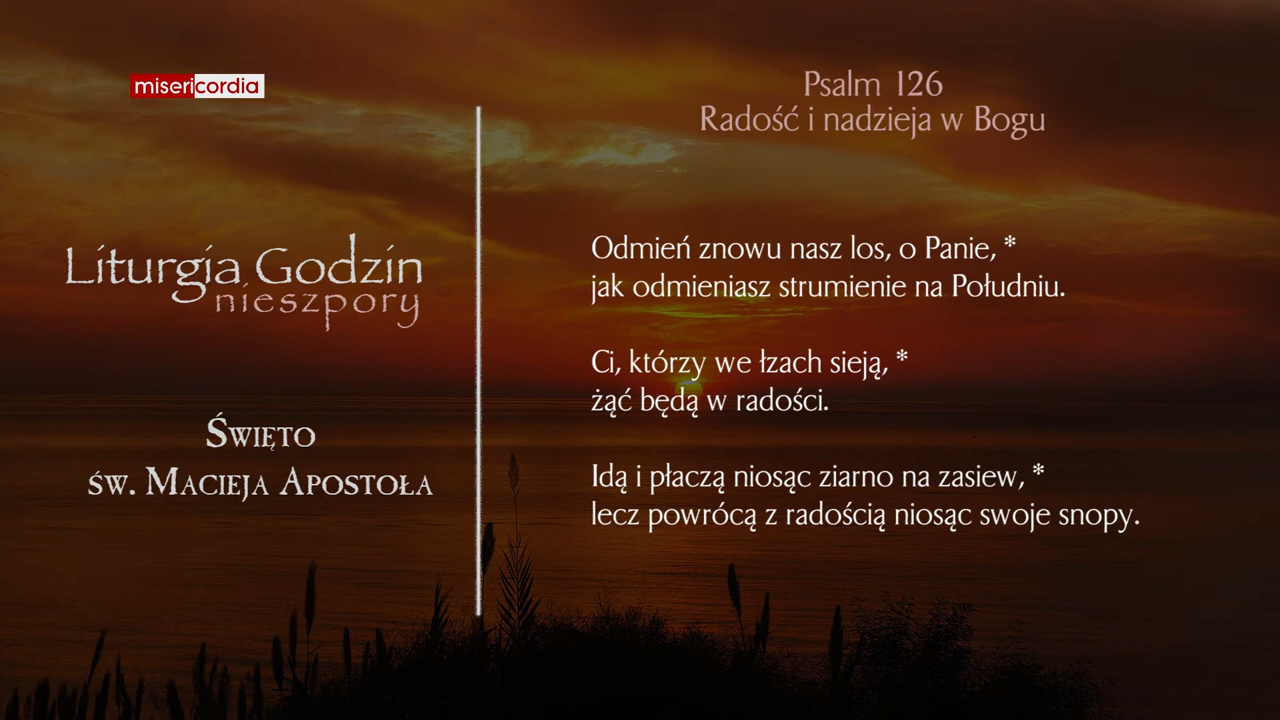 misericordia
Liturgia Godzin
nieszpory
Święto
św. Macieja Apostoła
Psalm 126
Radość i nadzieja w Bogu
Odmień znowu nasz los, o Panie, *
jak odmieniasz strumienie na Południu.
Ci, którzy we łzach sieją, *
żąć będą w radości.
Idą i płaczą niosąc ziarno na zasiew, *
lecz powrócą z radością niosąc swoje snopy.